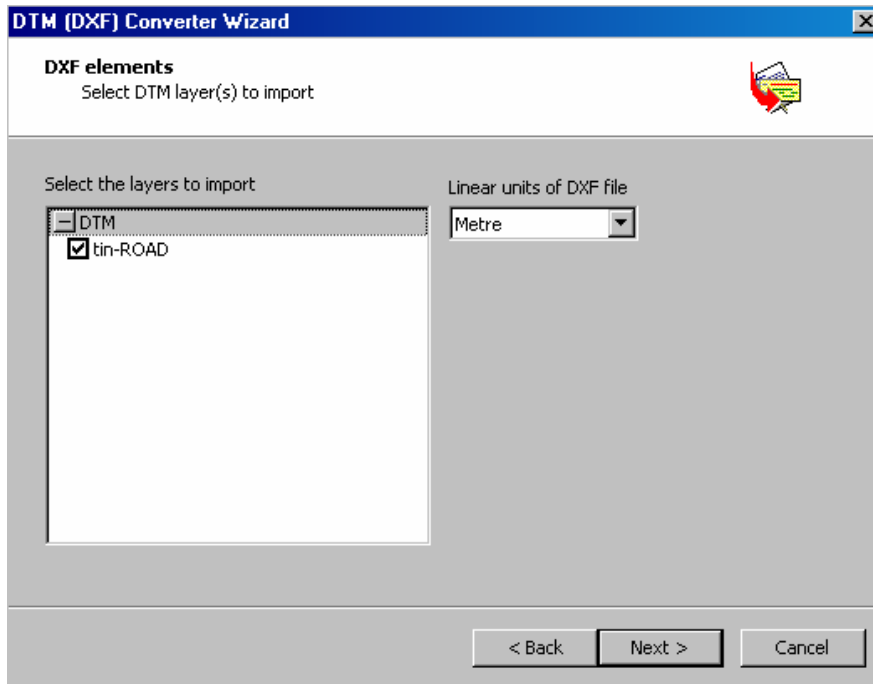 DTM (DXF) Converter Wizard
DXF elements
Select DTM layer(s) to import
Select the layers to import
DTM
tin-ROAD
Linear units of DXF file
Metre
< Back
Next >
Cancel